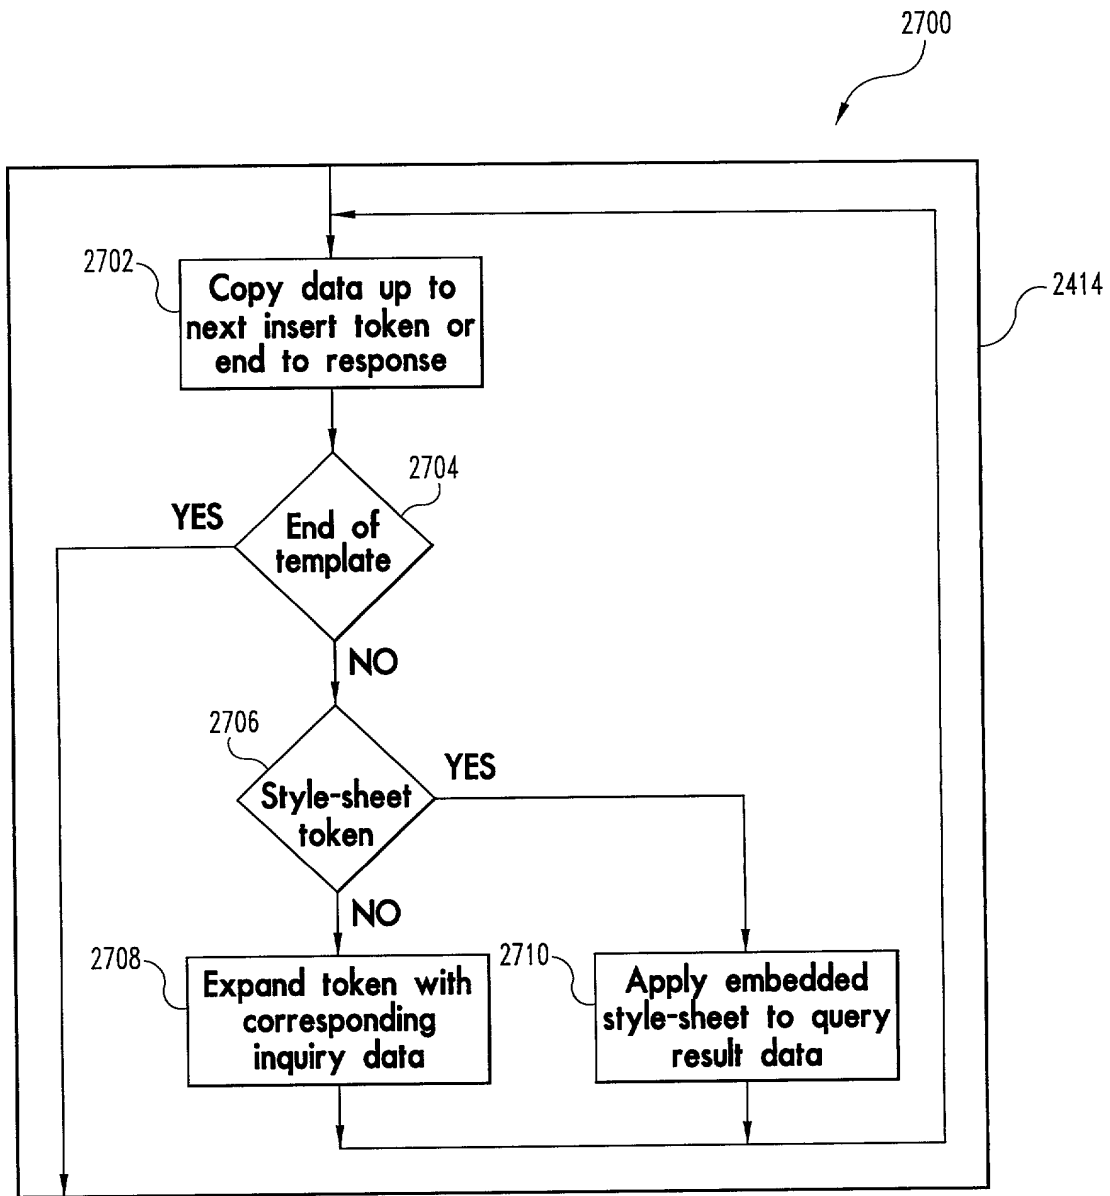 2700
2414
2702
Copy data up to
next insert token or
end to response
2704
YES
End of
template
NO
2706
YES
Style-sheet
token
NO
2708
Expand token with
corresponding
inquiry data
2710
Apply embedded
style-sheet to query
result data